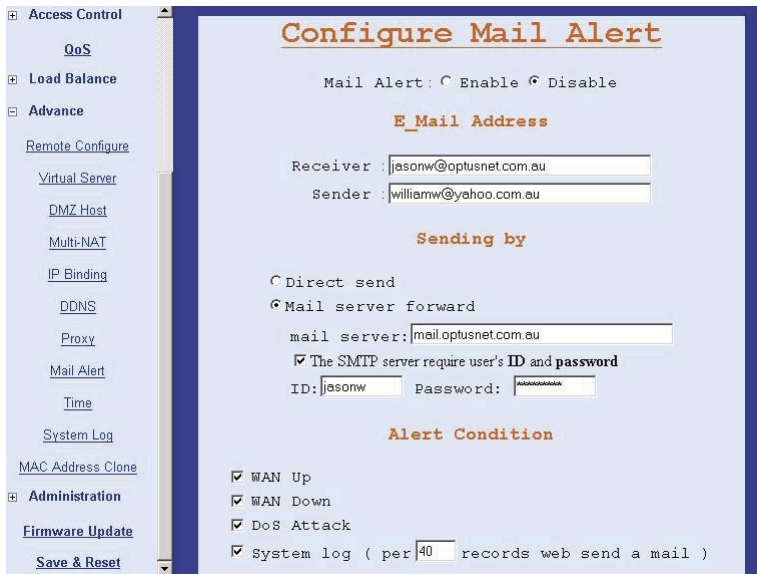 Access Control
QoS
Load Balance
Advance
Remote Configure
Virtual Server
DMZ Host
Multi-NAT
IP Binding
DDNS
Proxy
Mail Alert
Time
System Log
MAC Address Clone
Administration
Firmware Update
Save & Reset
Configure Mail Alert
Mail Alert: Enable Disable
E_Mail Address
Receiver : jasonw@optusnet.com.au
Sender : williamw@yahoo.com.au
Sending by
Direct send
Mail server forward
mail server: mail.optusnet.com.au
The SMTP server require user's ID and password
ID: jasonw Password: *********
Alert Condition
WAN Up
WAN Down
DoS Attack
System log ( per 40 records web send a mail )